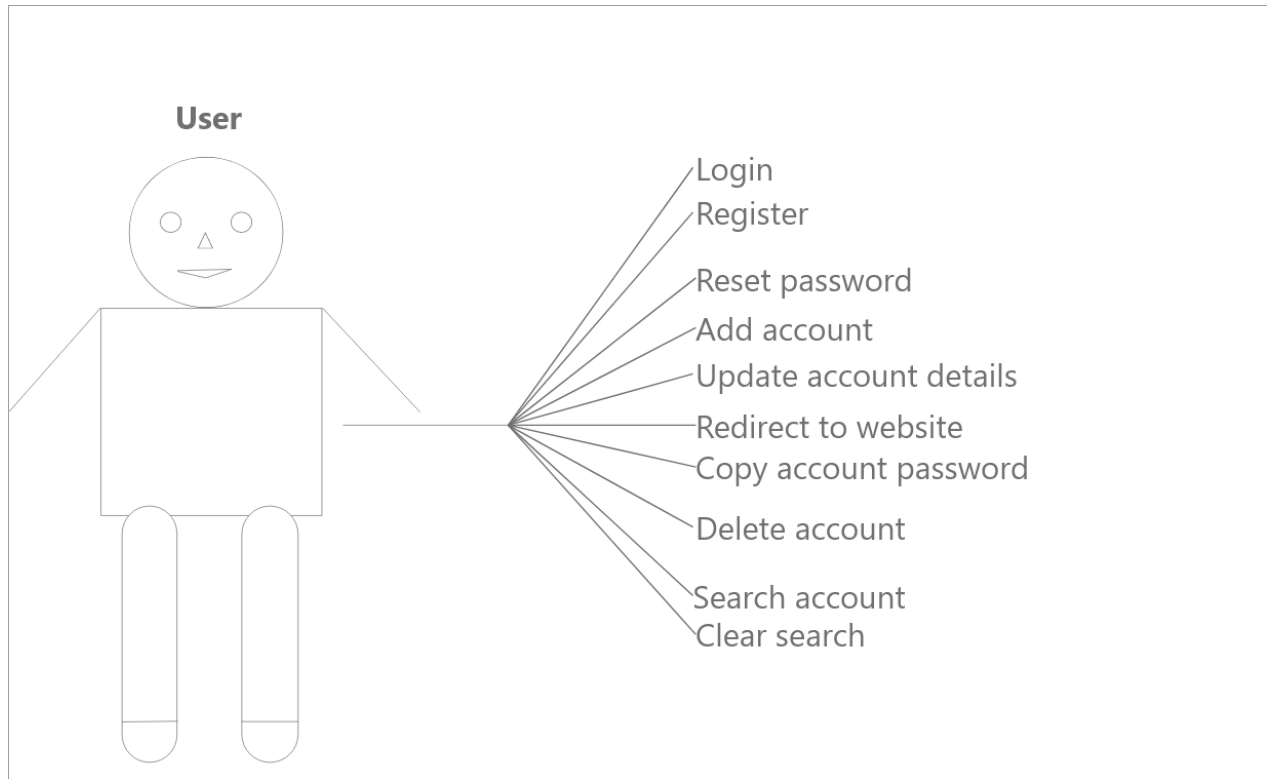 User
Login
Register
Reset password
Add account
Update account details
Redirect to website
Copy account password
Delete account
Search account
Clear search